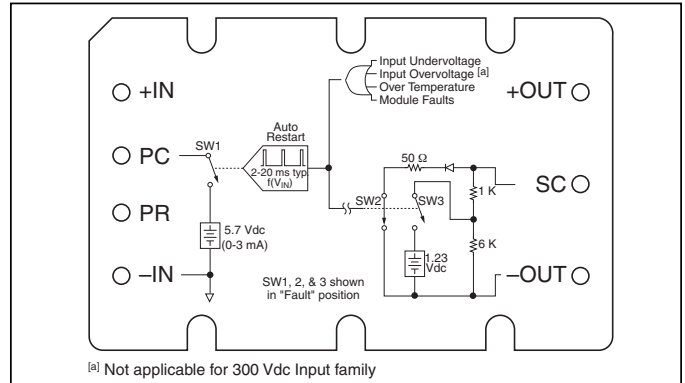 Input Undervoltage
Input Overvoltage [a]
Over Temperature
Module Faults
+IN
+OUT
PC
SW1
Auto
Restart
2-20 ms typ.
f(VIN)
50 Ω
SW2
SW3
1 K
SC
PR
5.7 Vdc
(0-3 mA)
1.23
Vdc
6 K
–IN
SW1, 2, & 3 shown
in "Fault" position
–OUT
[a] Not applicable for 300 Vdc Input family